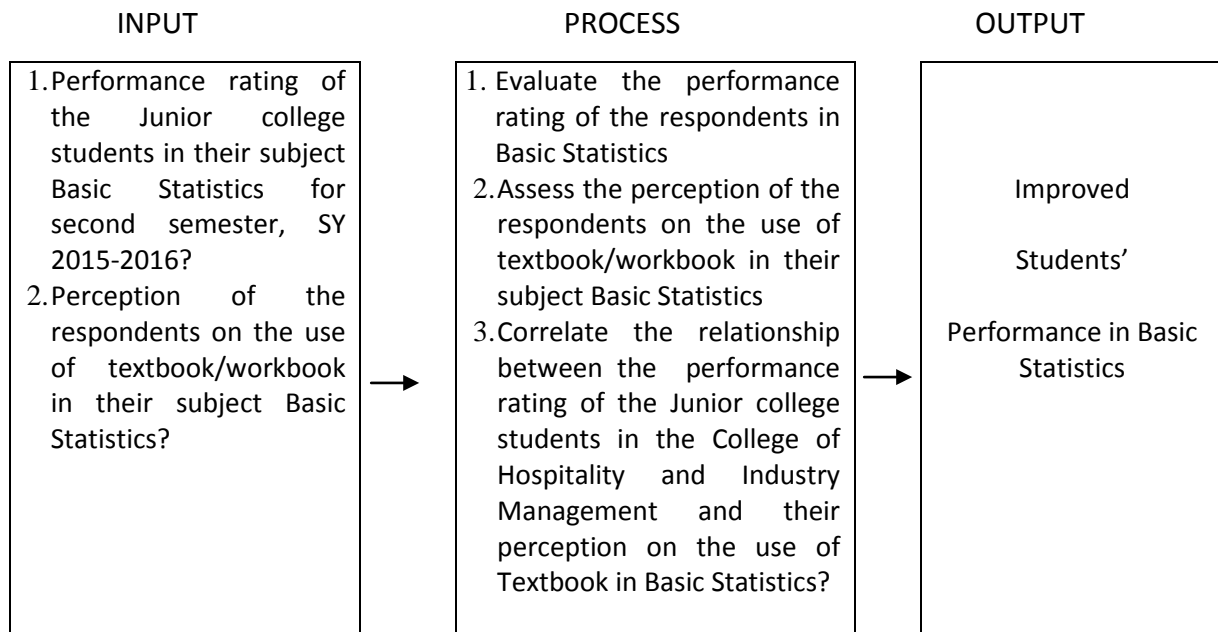 INPUT
PROCESS
OUTPUT
1. Performance rating of
the Junior college
students in their subject
Basic Statistics for
second semester, SY
2015-2016?
2. Perception of the
respondents on the use
of textbook/workbook
in their subject Basic
Statistics?
1. Evaluate the performance
rating of the respondents in
Basic Statistics
2. Assess the perception of the
respondents on the use of
textbook/workbook in their
subject Basic Statistics
3. Correlate the relationship
between the performance
rating of the Junior college
students in the College of
Hospitality and Industry
Management and their
perception on the use of
Textbook in Basic Statistics?
Improved
Students’
Performance in Basic
Statistics